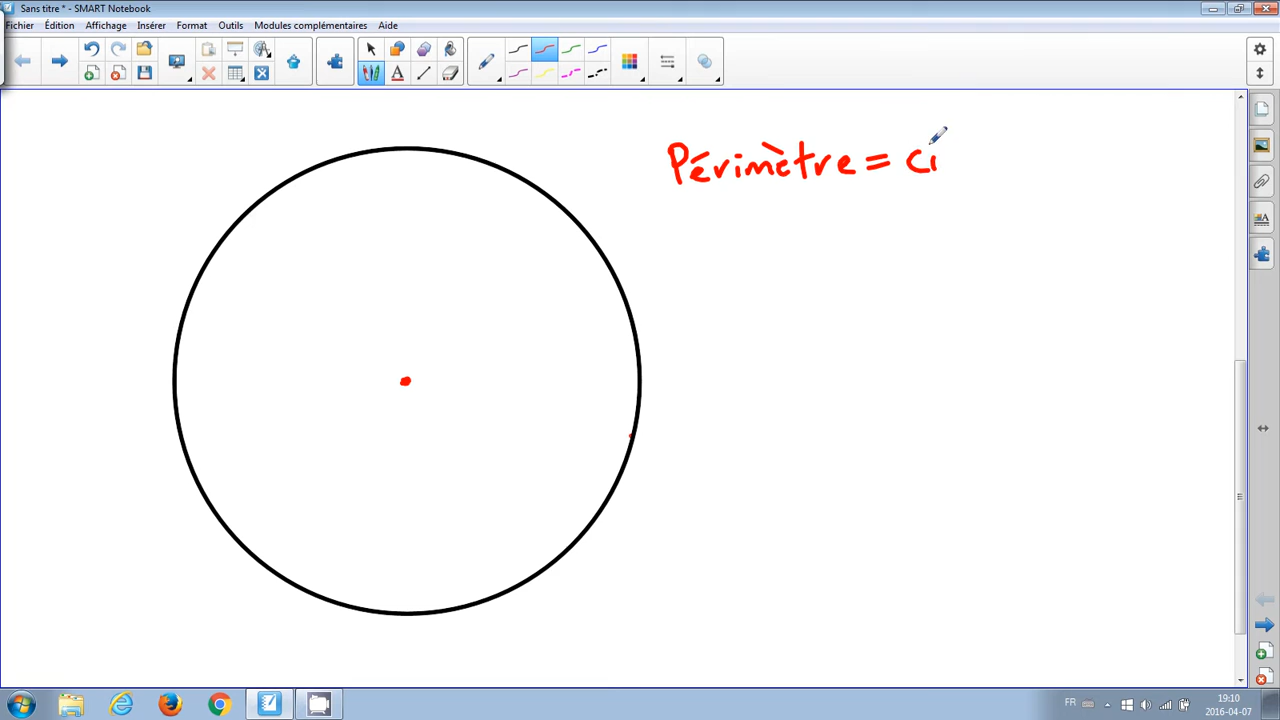 Sans titre * - SMART Notebook
Fichier Édition Affichage Insérer Format Outils Modules complémentaires Aide
Périmètre = ci
FR
19:10
2016-04-07